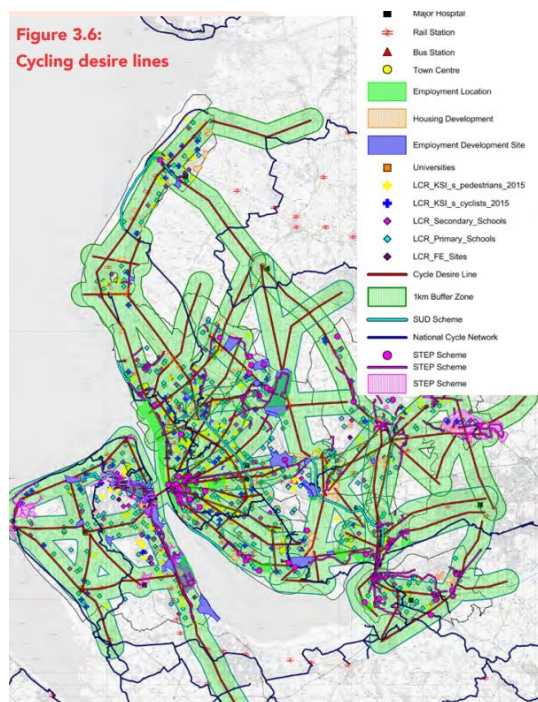 Figure 3.6:
Cycling desire lines
Major Hospital
Rail Station
Bus Station
Town Centre
Employment Location
Housing Development
Employment Development Site
Universities
LCR_KSI_s_pedestrians_2015
LCR_KSI_s_cyclists_2015
LCR_Secondary_Schools
LCR_Primary_Schools
LCR_FE_Sites
Cycle Desire Line
1km Buffer Zone
SUD Scheme
National Cycle Network
STEP Scheme
STEP Scheme
STEP Scheme